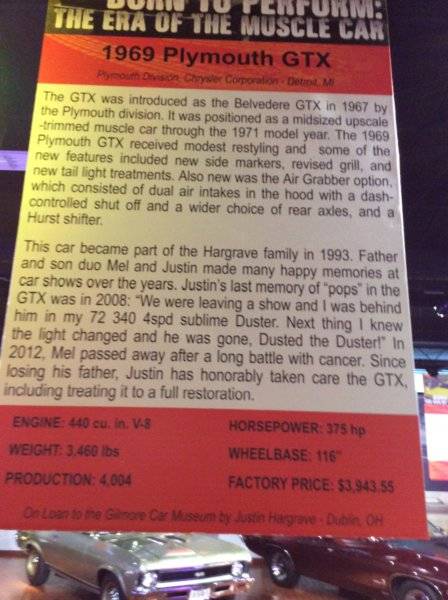 BORN TO PERFORM:
THE ERA OF THE MUSCLE CAR
1969 Plymouth GTX
Plymouth Division, Chrysler Corporation - Detroit, MI
The GTX was introduced as the Belvedere GTX in 1967 by
the Plymouth division. It was positioned as a midsized upscale
-trimmed muscle car through the 1971 model year. The 1969
Plymouth GTX received modest restyling and some of the
new features included new side markers, revised grill, and
new tail light treatments. Also new was the Air Grabber option,
which consisted of dual air intakes in the hood with a dash-
controlled shut off and a wider choice of rear axles, and a
Hurst shifter.
This car became part of the Hargrave family in 1993. Father
and son duo Mel and Justin made many happy memories at
car shows over the years. Justin's last memory of "pops" in the
GTX was in 2008: "We were leaving a show and I was behind
him in my 72 340 4spd sublime Duster. Next thing I knew
the light changed and he was gone, Dusted the Duster!" In
2012, Mel passed away after a long battle with cancer. Since
losing his father, Justin has honorably taken care the GTX,
including treating it to a full restoration.
ENGINE: 440 cu. in. V-8
HORSEPOWER: 375 hp
WEIGHT: 3,460 lbs
WHEELBASE: 116"
PRODUCTION: 4,004
FACTORY PRICE: $3,943.55
On Loan to the Gilmore Car Museum by Justin Hargrave - Dublin, OH